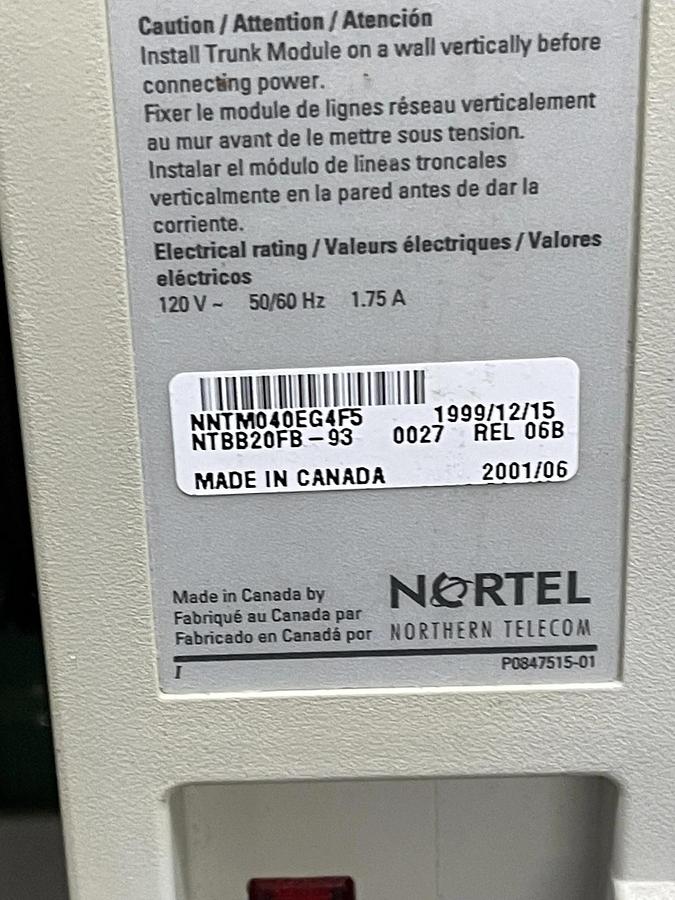 Caution / Attention / Atención
Install Trunk Module on a wall vertically before
connecting power.
Fixer le module de lignes réseau verticalement
au mur avant de le mettre sous tension.
Instalar el módulo de lineas troncales
verticalmente en la pared antes de dar la
corriente.
Electrical rating / Valeurs électriques / Valores
eléctricos
120 V ~ 50/60 Hz 1.75 A
NNTM040EG4F5 1999/12/15
NTBB20FB-93 0027 REL 06B
MADE IN CANADA 2001/06
Made in Canada by
Fabriqué au Canada par
Fabricado en Canadá por
NORTEL
NORTHERN TELECOM
I P0847515-01